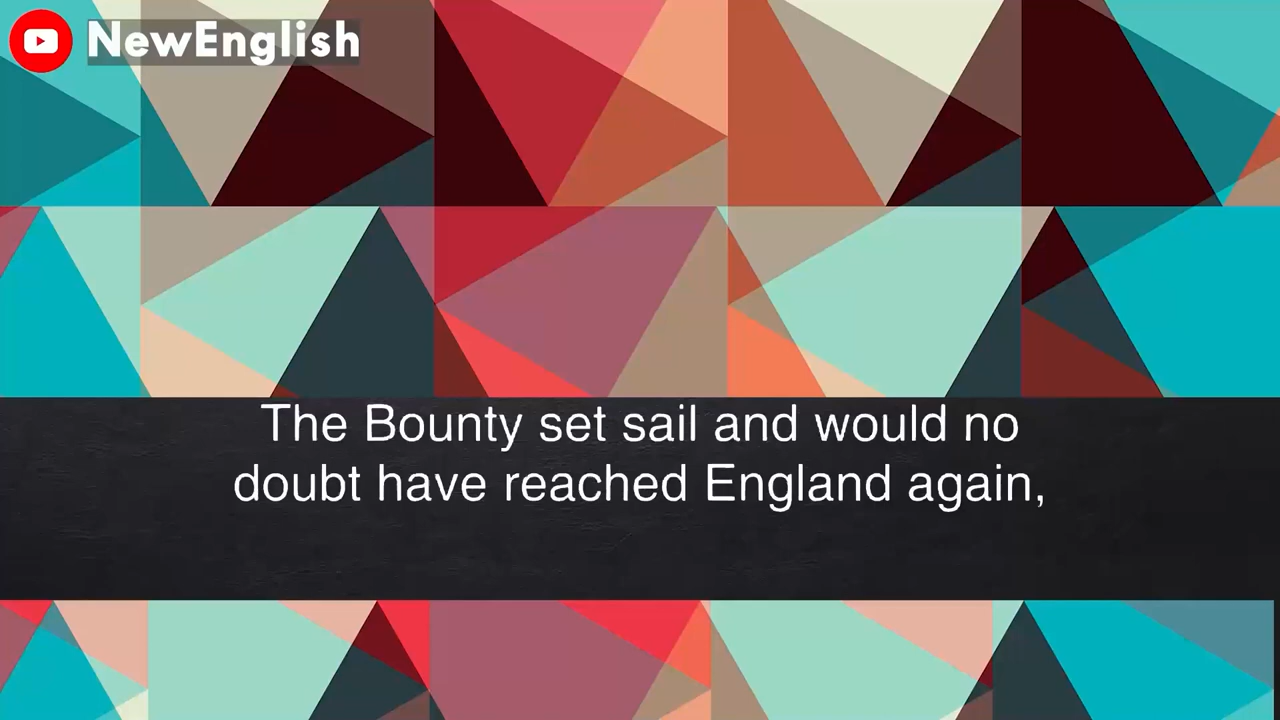 NewEnglish
The Bounty set sail and would no
doubt have reached England again,